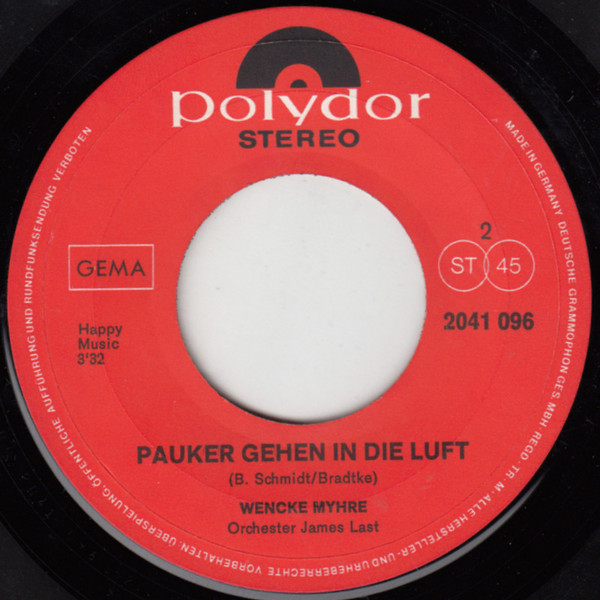 polydor
STEREO
GEMA
2
ST 45
2041 096
Happy
Music
3'32
PAUKER GEHEN IN DIE LUFT
(B. Schmidt/Bradtke)
WENCKE MYHRE
Orchester James Last
MADE IN GERMANY DEUTSCHE GRAMMOPHON GES MBH · REGD. TR. M · ALLE HERSTELLER- UND URHEBERRECHTE VORBEHALTEN: ÜBERSPIELUNG, ÖFFENTLICHE AUFFÜHRUNG UND RUNDFUNKSENDUNG VERBOTEN